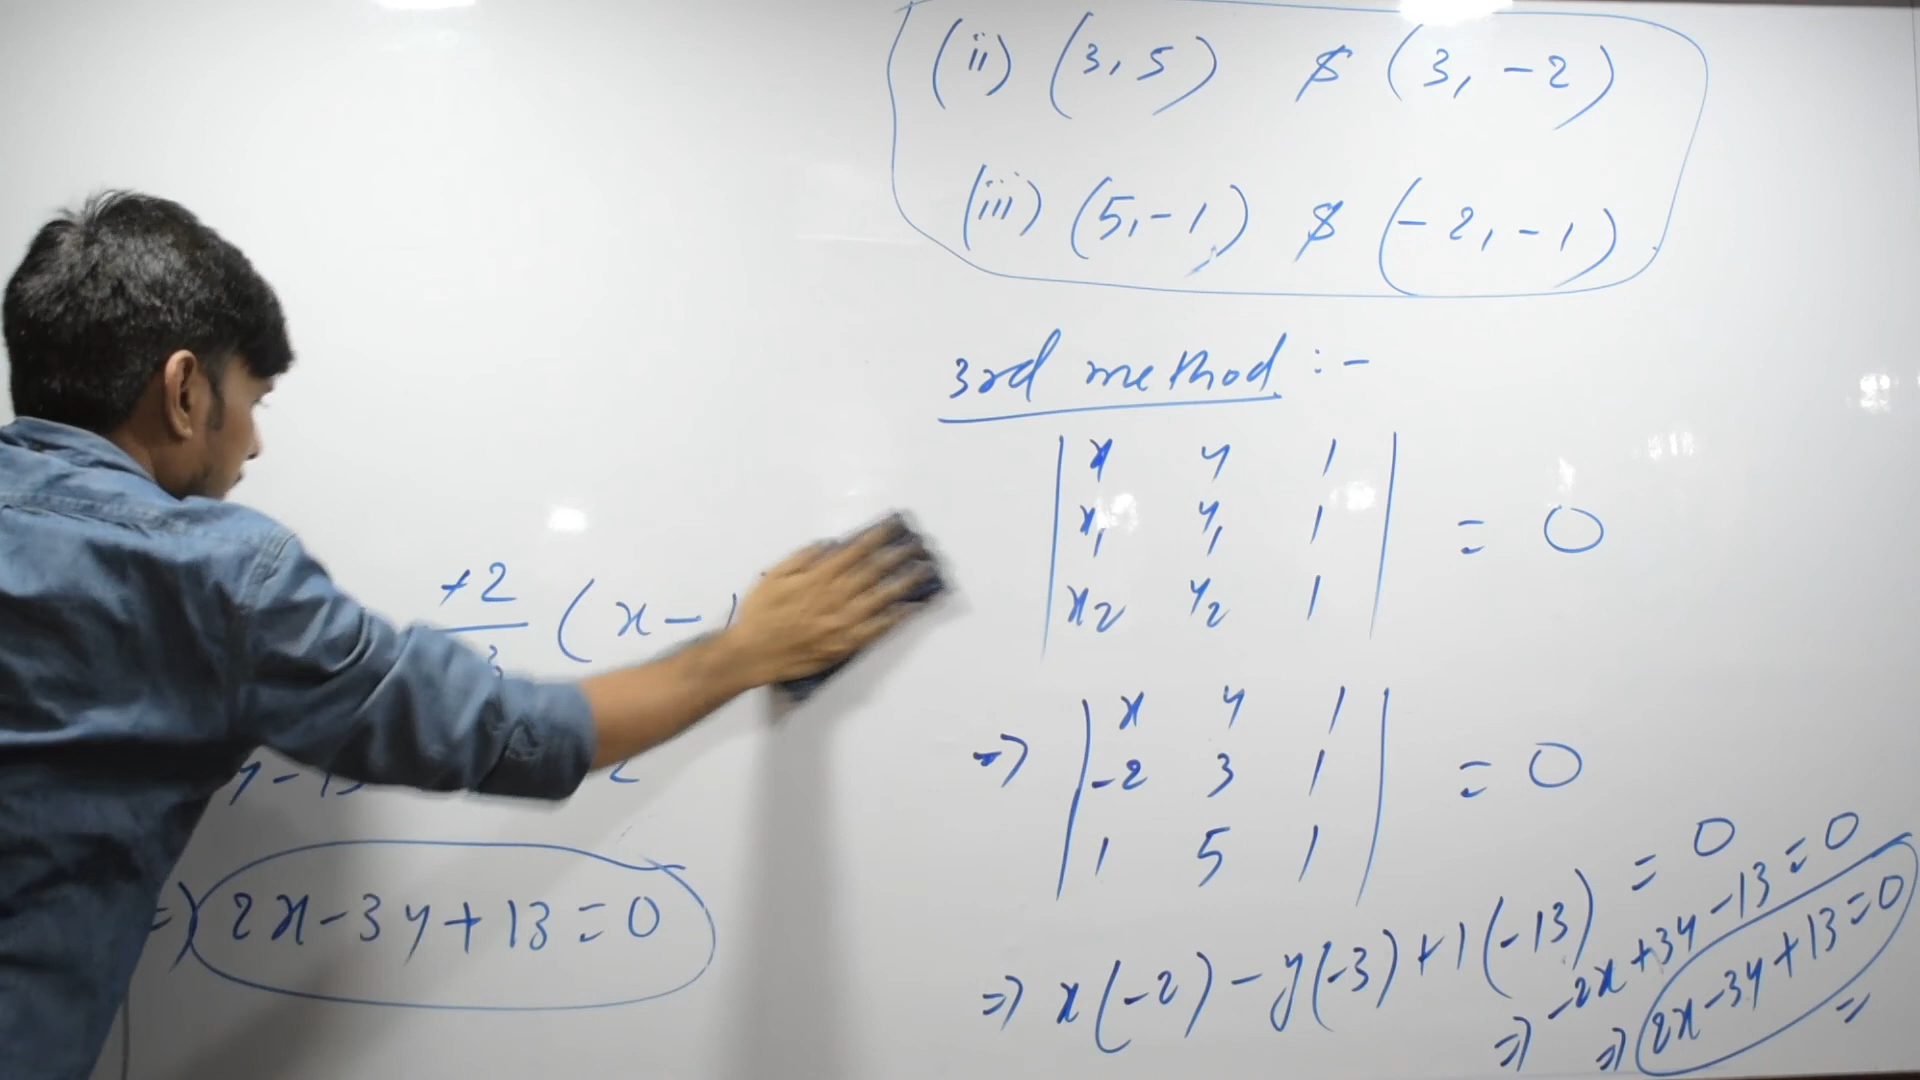 (ii) (3, 5) & (3, -2)
(iii) (5, -1) & (-2, -1)
3rd method :-
| x y 1 |
| x₁ y₁ 1 | = 0
| x₂ y₂ 1 |
| x y 1 |
=> | -2 3 1 | = 0
| 1 5 1 |
=> x(-2) - y(-3) + 1(-13) = 0
=> -2x + 3y - 13 = 0
=> 2x - 3y + 13 = 0
+2
( x -
y - 1
=> 2x - 3y + 13 = 0